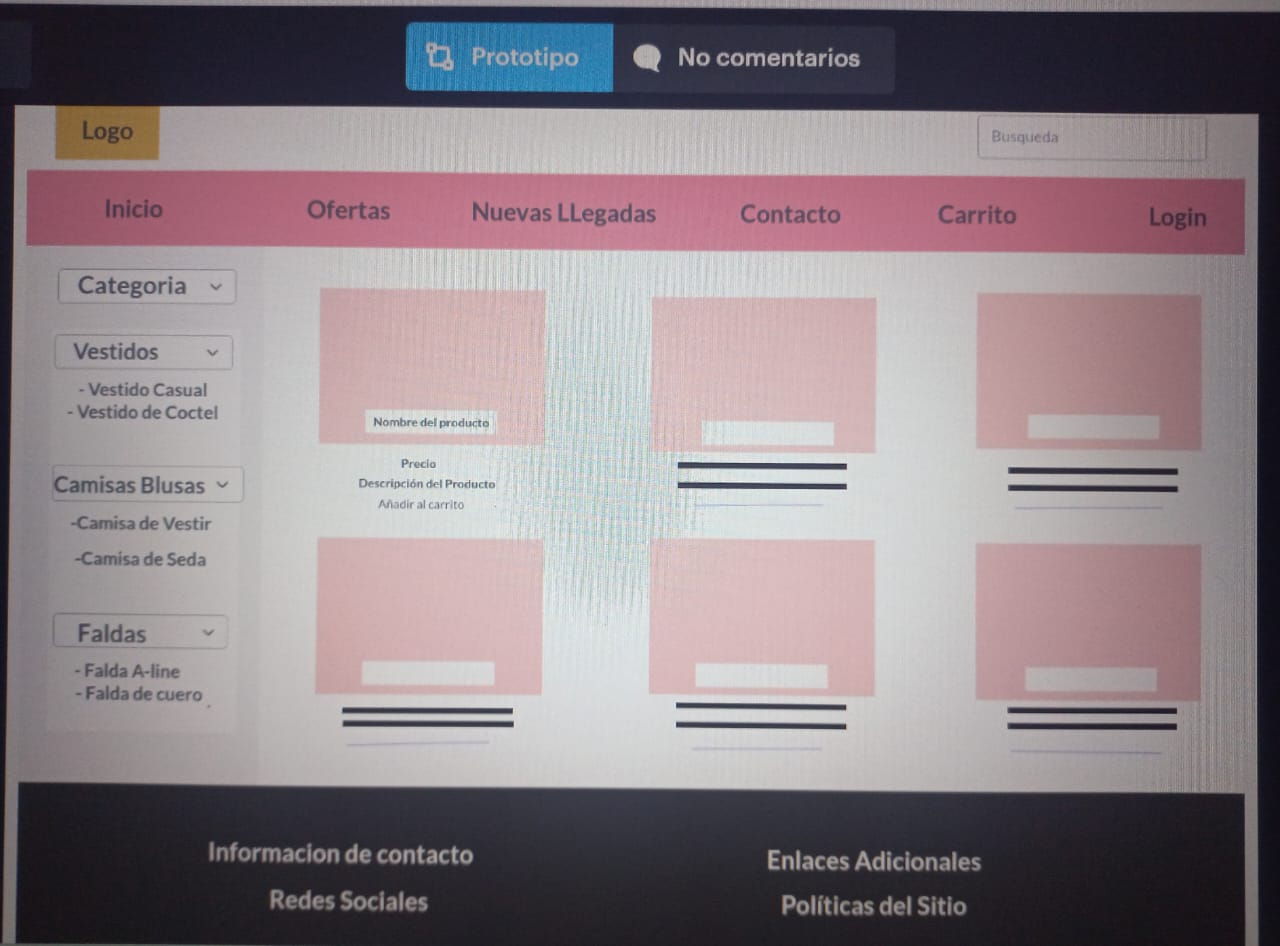 Prototipo
No comentarios
Logo
Busqueda
Inicio
Ofertas
Nuevas LLegadas
Contacto
Carrito
Login
Categoria
Vestidos
- Vestido Casual
- Vestido de Coctel
Camisas Blusas
-Camisa de Vestir
-Camisa de Seda
Faldas
- Falda A-line
- Falda de cuero
Nombre del producto
Precio
Descripción del Producto
Añadir al carrito
Informacion de contacto
Redes Sociales
Enlaces Adicionales
Políticas del Sitio